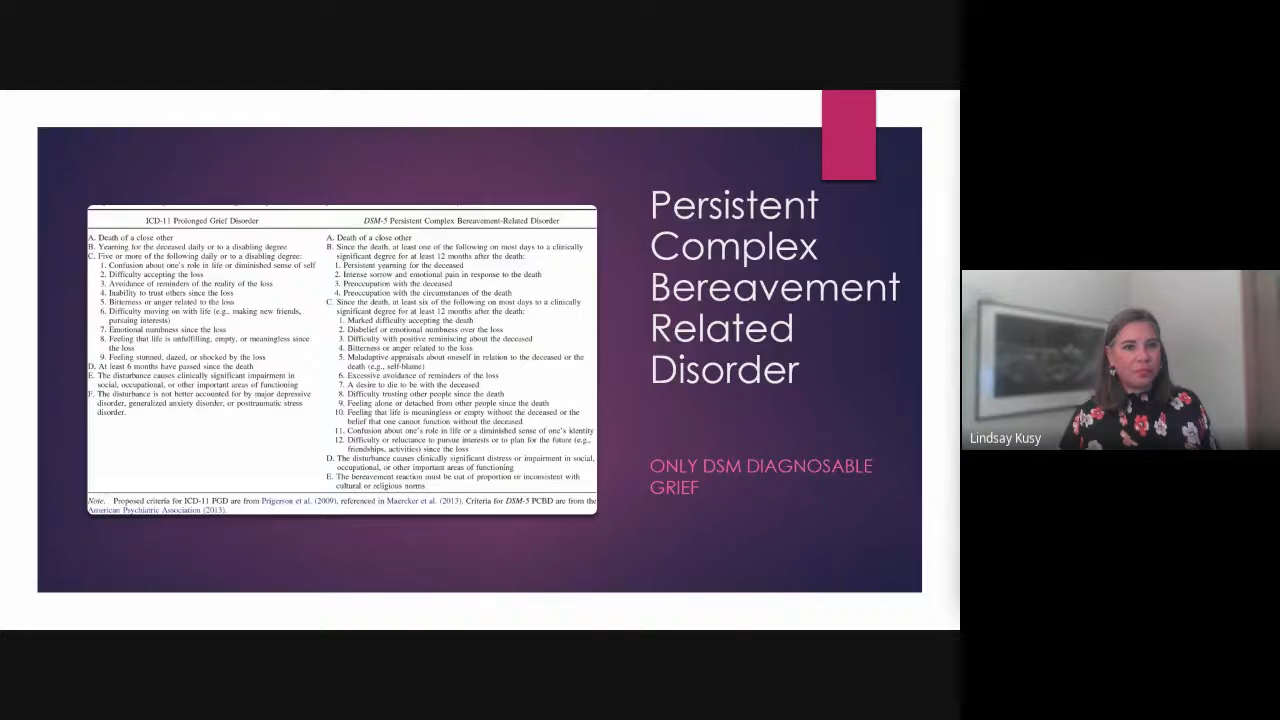 ICD-11 Prolonged Grief Disorder
A. Death of a close other
B. Yearning for the deceased daily or to a disabling degree
C. Five or more of the following daily or to a disabling degree:
1. Confusion about one's role in life or diminished sense of self
2. Difficulty accepting the loss
3. Avoidance of reminders of the reality of the loss
4. Inability to trust others since the loss
5. Bitterness or anger related to the loss
6. Difficulty moving on with life (e.g., making new friends,
pursuing interests)
7. Emotional numbness since the loss
8. Feeling that life is unfulfilling, empty, or meaningless since
the loss
9. Feeling stunned, dazed, or shocked by the loss
D. At least 6 months have passed since the death
E. The disturbance causes clinically significant impairment in
social, occupational, or other important areas of functioning
F. The disturbance is not better accounted for by major depressive
disorder, generalized anxiety disorder, or posttraumatic stress
disorder.
DSM-5 Persistent Complex Bereavement-Related Disorder
A. Death of a close other
B. Since the death, at least one of the following on most days to a clinically
significant degree for at least 12 months after the death:
1. Persistent yearning for the deceased
2. Intense sorrow and emotional pain in response to the death
3. Preoccupation with the deceased
4. Preoccupation with the circumstances of the death
C. Since the death, at least six of the following on most days to a clinically
significant degree for at least 12 months after the death:
1. Marked difficulty accepting the death
2. Disbelief or emotional numbness over the loss
3. Difficulty with positive reminiscing about the deceased
4. Bitterness or anger related to the loss
5. Maladaptive appraisals about oneself in relation to the deceased or the
death (e.g., self-blame)
6. Excessive avoidance of reminders of the loss
7. A desire to die to be with the deceased
8. Difficulty trusting other people since the death
9. Feeling alone or detached from other people since the death
10. Feeling that life is meaningless or empty without the deceased or the
belief that one cannot function without the deceased
11. Confusion about one's role in life or a diminished sense of one's identity
12. Difficulty or reluctance to pursue interests or to plan for the future (e.g.,
friendships, activities) since the loss
D. The disturbance causes clinically significant distress or impairment in social,
occupational, or other important areas of functioning
E. The bereavement reaction must be out of proportion or inconsistent with
cultural or religious norms
Note. Proposed criteria for ICD-11 PGD are from Prigerson et al. (2009), referenced in Maercker et al. (2013). Criteria for DSM-5 PCBD are from the
American Psychiatric Association (2013).
Persistent
Complex
Bereavement
Related
Disorder
ONLY DSM DIAGNOSABLE
GRIEF
Lindsay Kusy